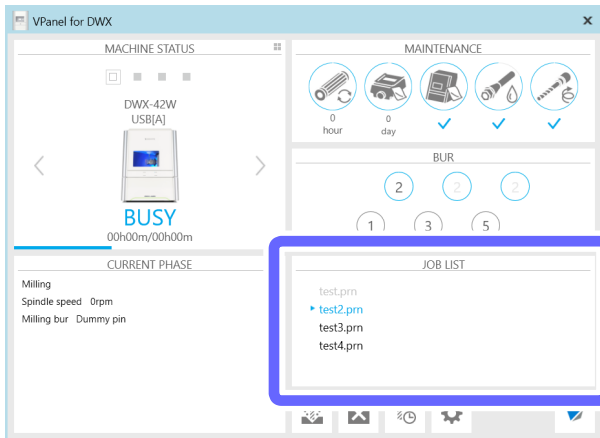 VPanel for DWX
MACHINE STATUS
DWX-42W
USB[A]
BUSY
00h00m/00h00m
MAINTENANCE
0
hour
0
day
BUR
2
2
2
1
3
5
CURRENT PHASE
Milling
Spindle speed 0rpm
Milling bur Dummy pin
JOB LIST
test.prn
test2.prn
test3.prn
test4.prn